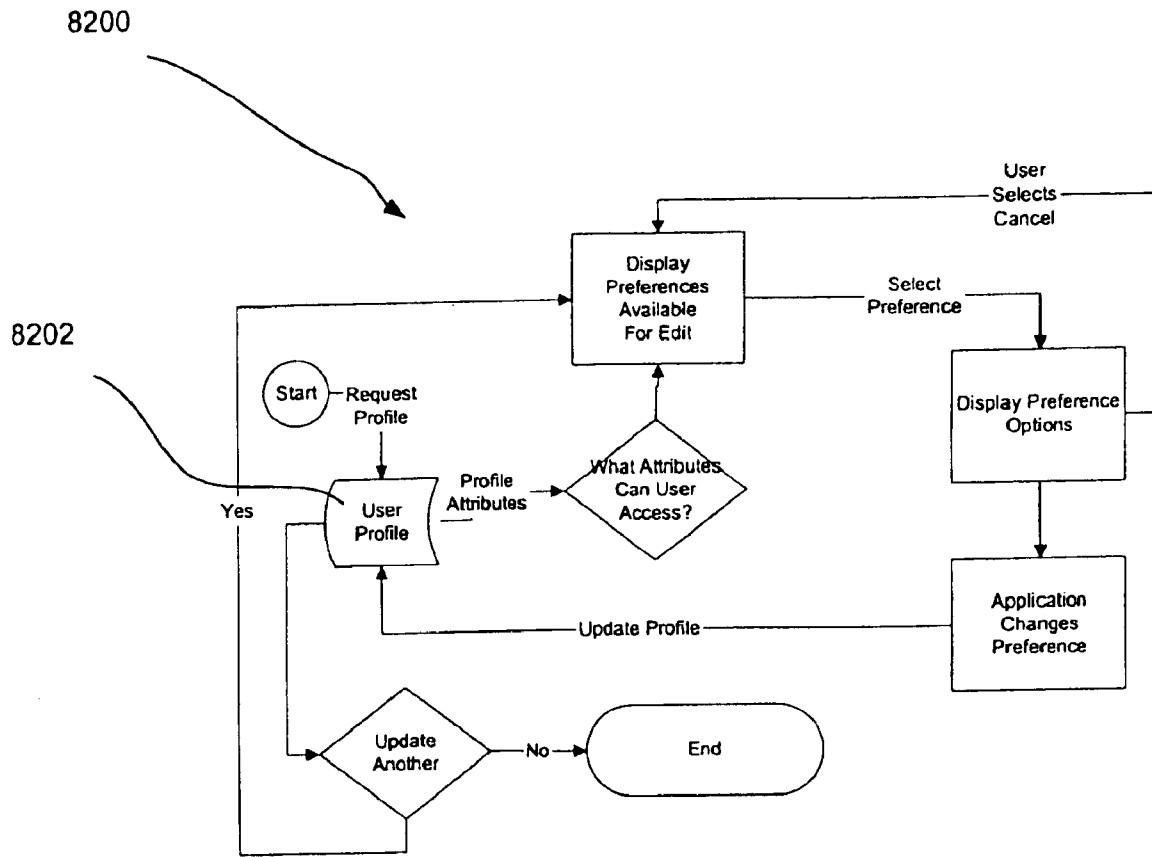 8200
User
Selects
Cancel
Display
Preferences
Available
For Edit
Select
Preference
8202
Start
Request
Profile
Display Preference
Options
What Attributes
Can User
Access?
Profile
Attributes
User
Profile
Yes
Application
Changes
Preference
Update Profile
Update
Another
No
End